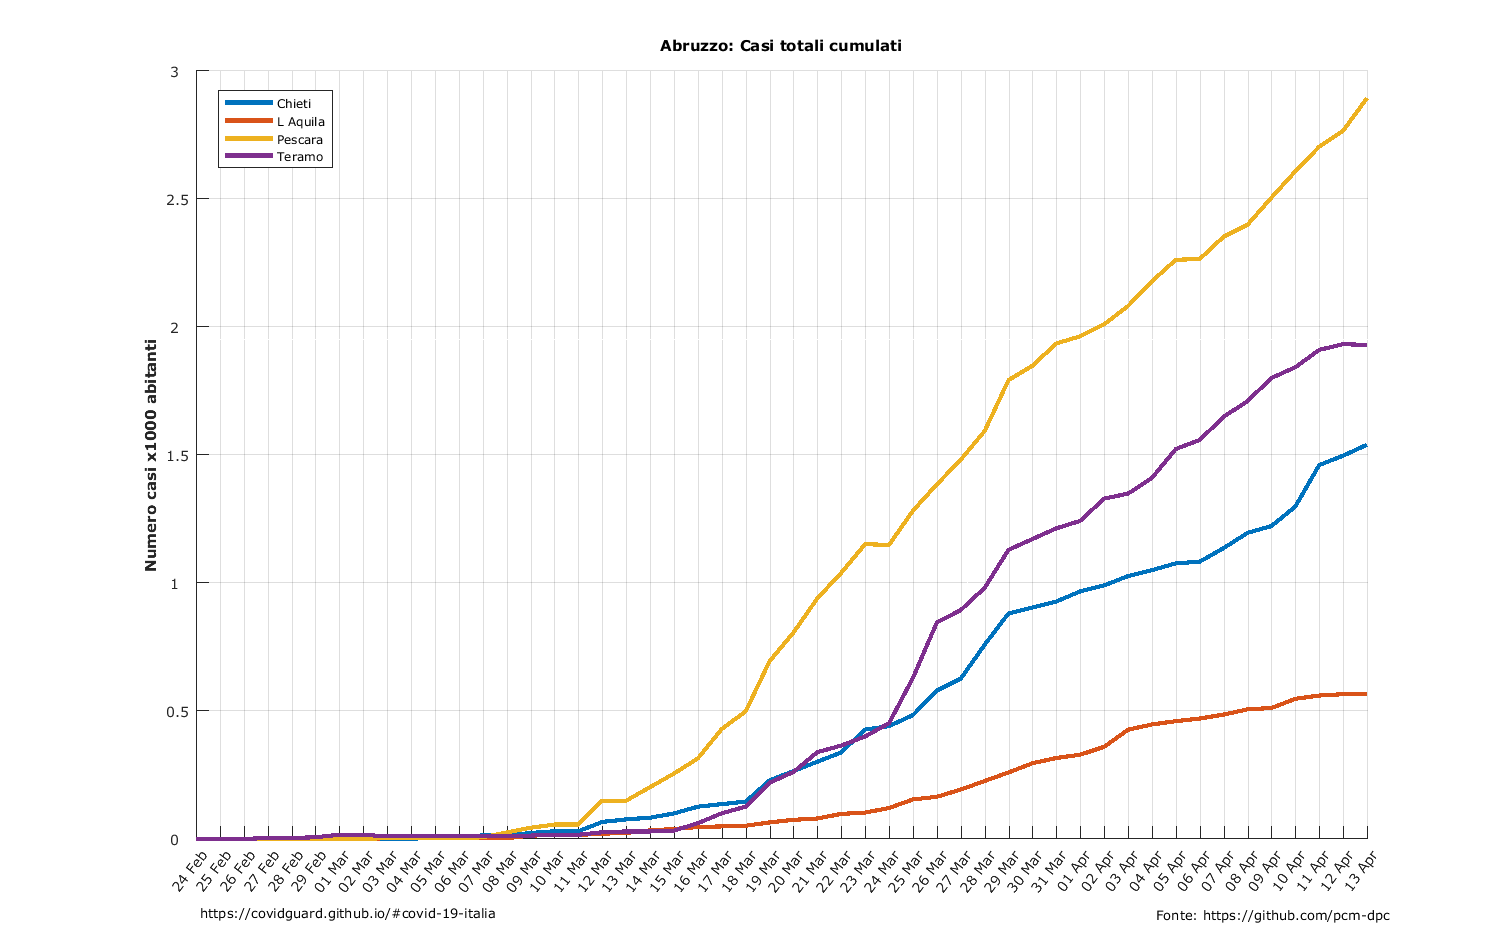 Abruzzo: Casi totali cumulati
3
2.5
2
1.5
1
0.5
0
Numero casi x1000 abitanti
Chieti
L Aquila
Pescara
Teramo
24 Feb
25 Feb
26 Feb
27 Feb
28 Feb
29 Feb
01 Mar
02 Mar
03 Mar
04 Mar
05 Mar
06 Mar
07 Mar
08 Mar
09 Mar
10 Mar
11 Mar
12 Mar
13 Mar
14 Mar
15 Mar
16 Mar
17 Mar
18 Mar
19 Mar
20 Mar
21 Mar
22 Mar
23 Mar
24 Mar
25 Mar
26 Mar
27 Mar
28 Mar
29 Mar
30 Mar
31 Mar
01 Apr
02 Apr
03 Apr
04 Apr
05 Apr
06 Apr
07 Apr
08 Apr
09 Apr
10 Apr
11 Apr
12 Apr
13 Apr
https://covidguard.github.io/#covid-19-italia
Fonte: https://github.com/pcm-dpc